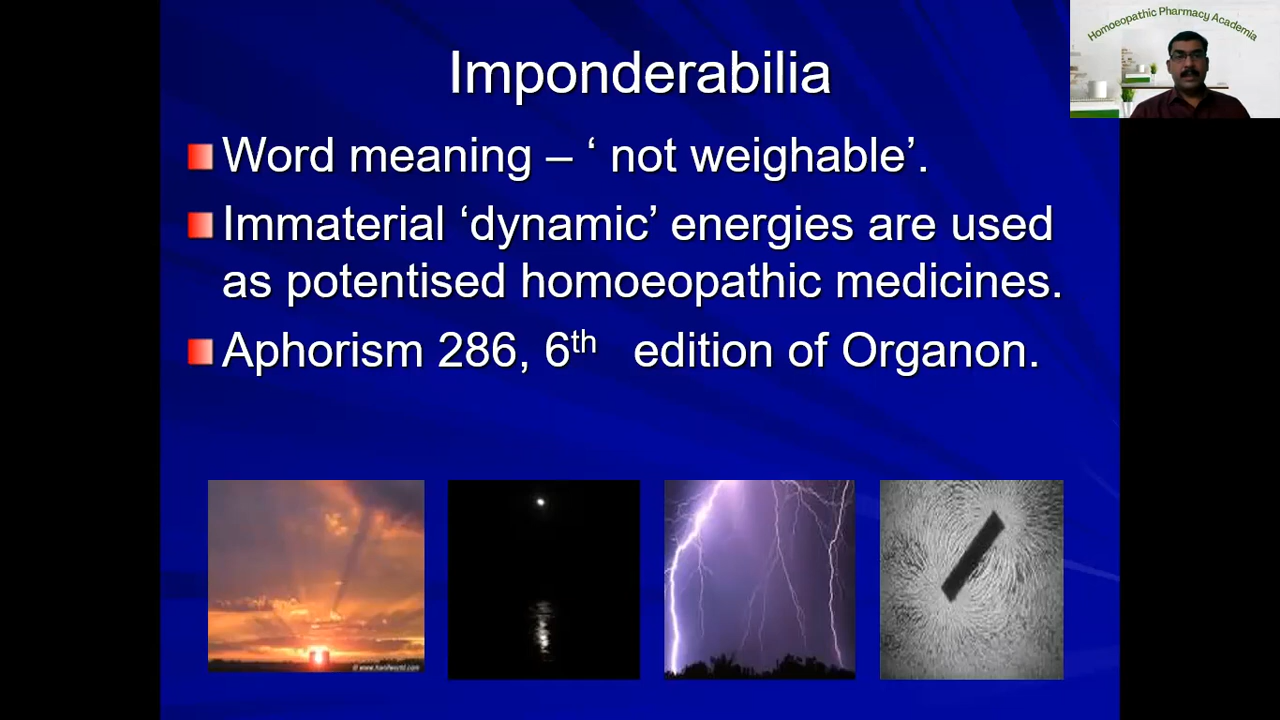 Homoeopathic Pharmacy Academia
Imponderabilia
Word meaning – ‘ not weighable’.
Immaterial ‘dynamic’ energies are used
as potentised homoeopathic medicines.
Aphorism 286, 6th edition of Organon.